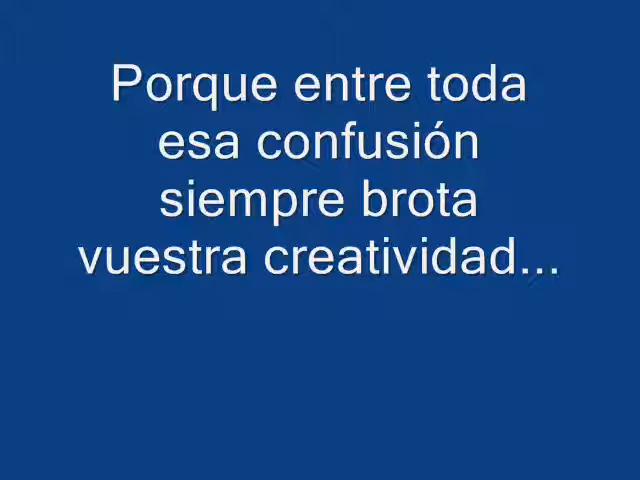 Porque entre toda
esa confusión
siempre brota
vuestra creatividad...